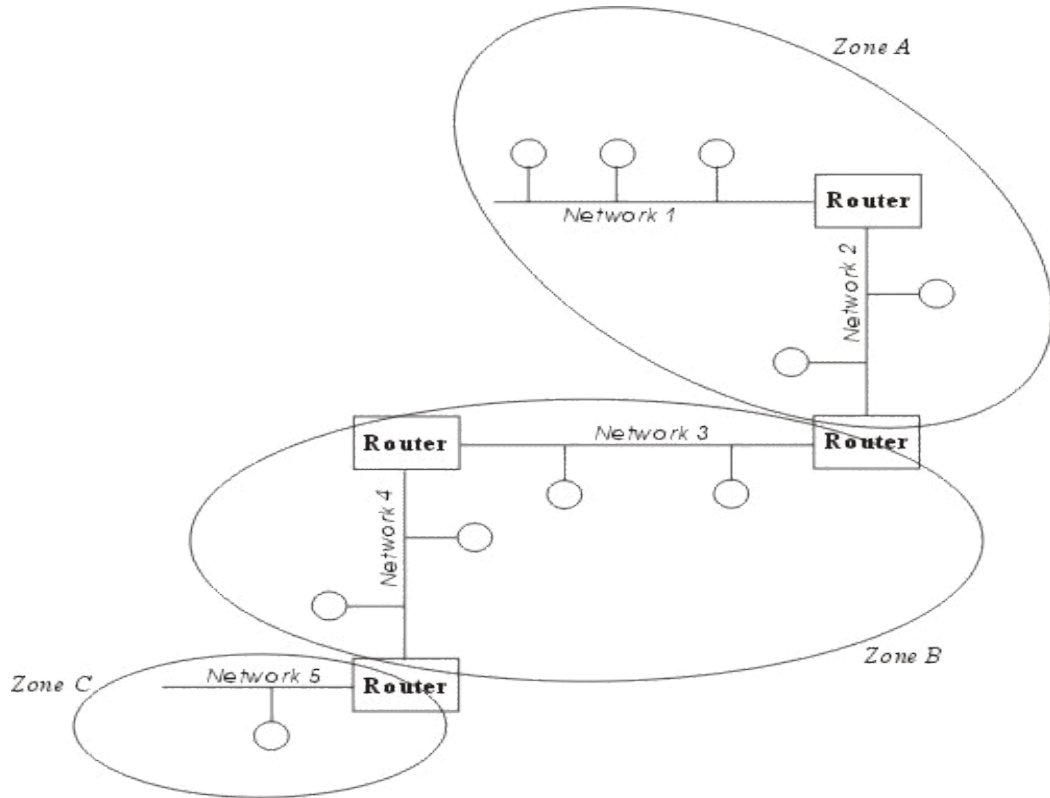 Zone A
Router
Network 1
Network 2
Router
Network 3
Router
Network 4
Zone B
Router
Network 5
Zone C